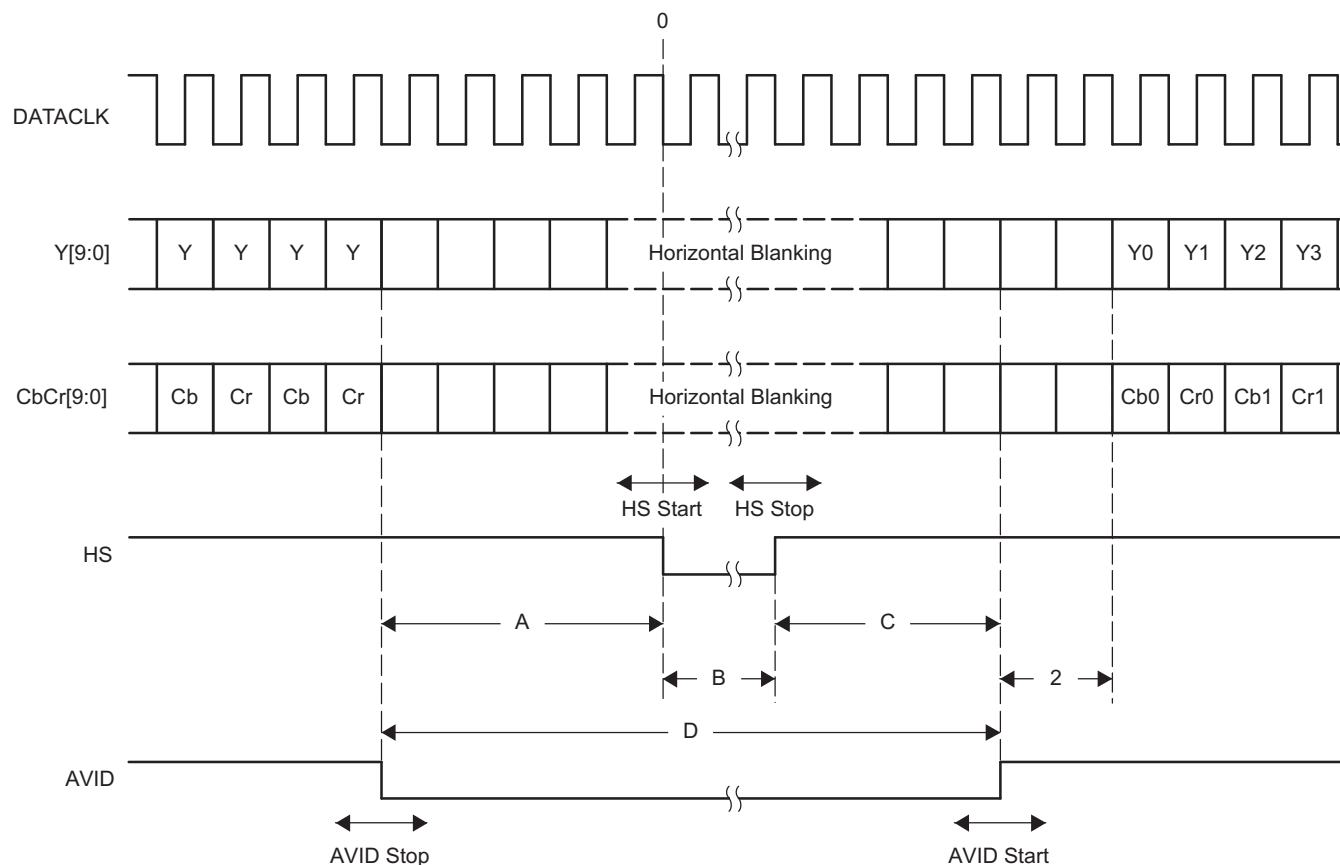 0
DATACLK
Y[9:0] Y Y Y Y Horizontal Blanking Y0 Y1 Y2 Y3
CbCr[9:0] Cb Cr Cb Cr Horizontal Blanking Cb0 Cr0 Cb1 Cr1
HS Start HS Stop
HS
A C
B 2
D
AVID
AVID Stop AVID Start